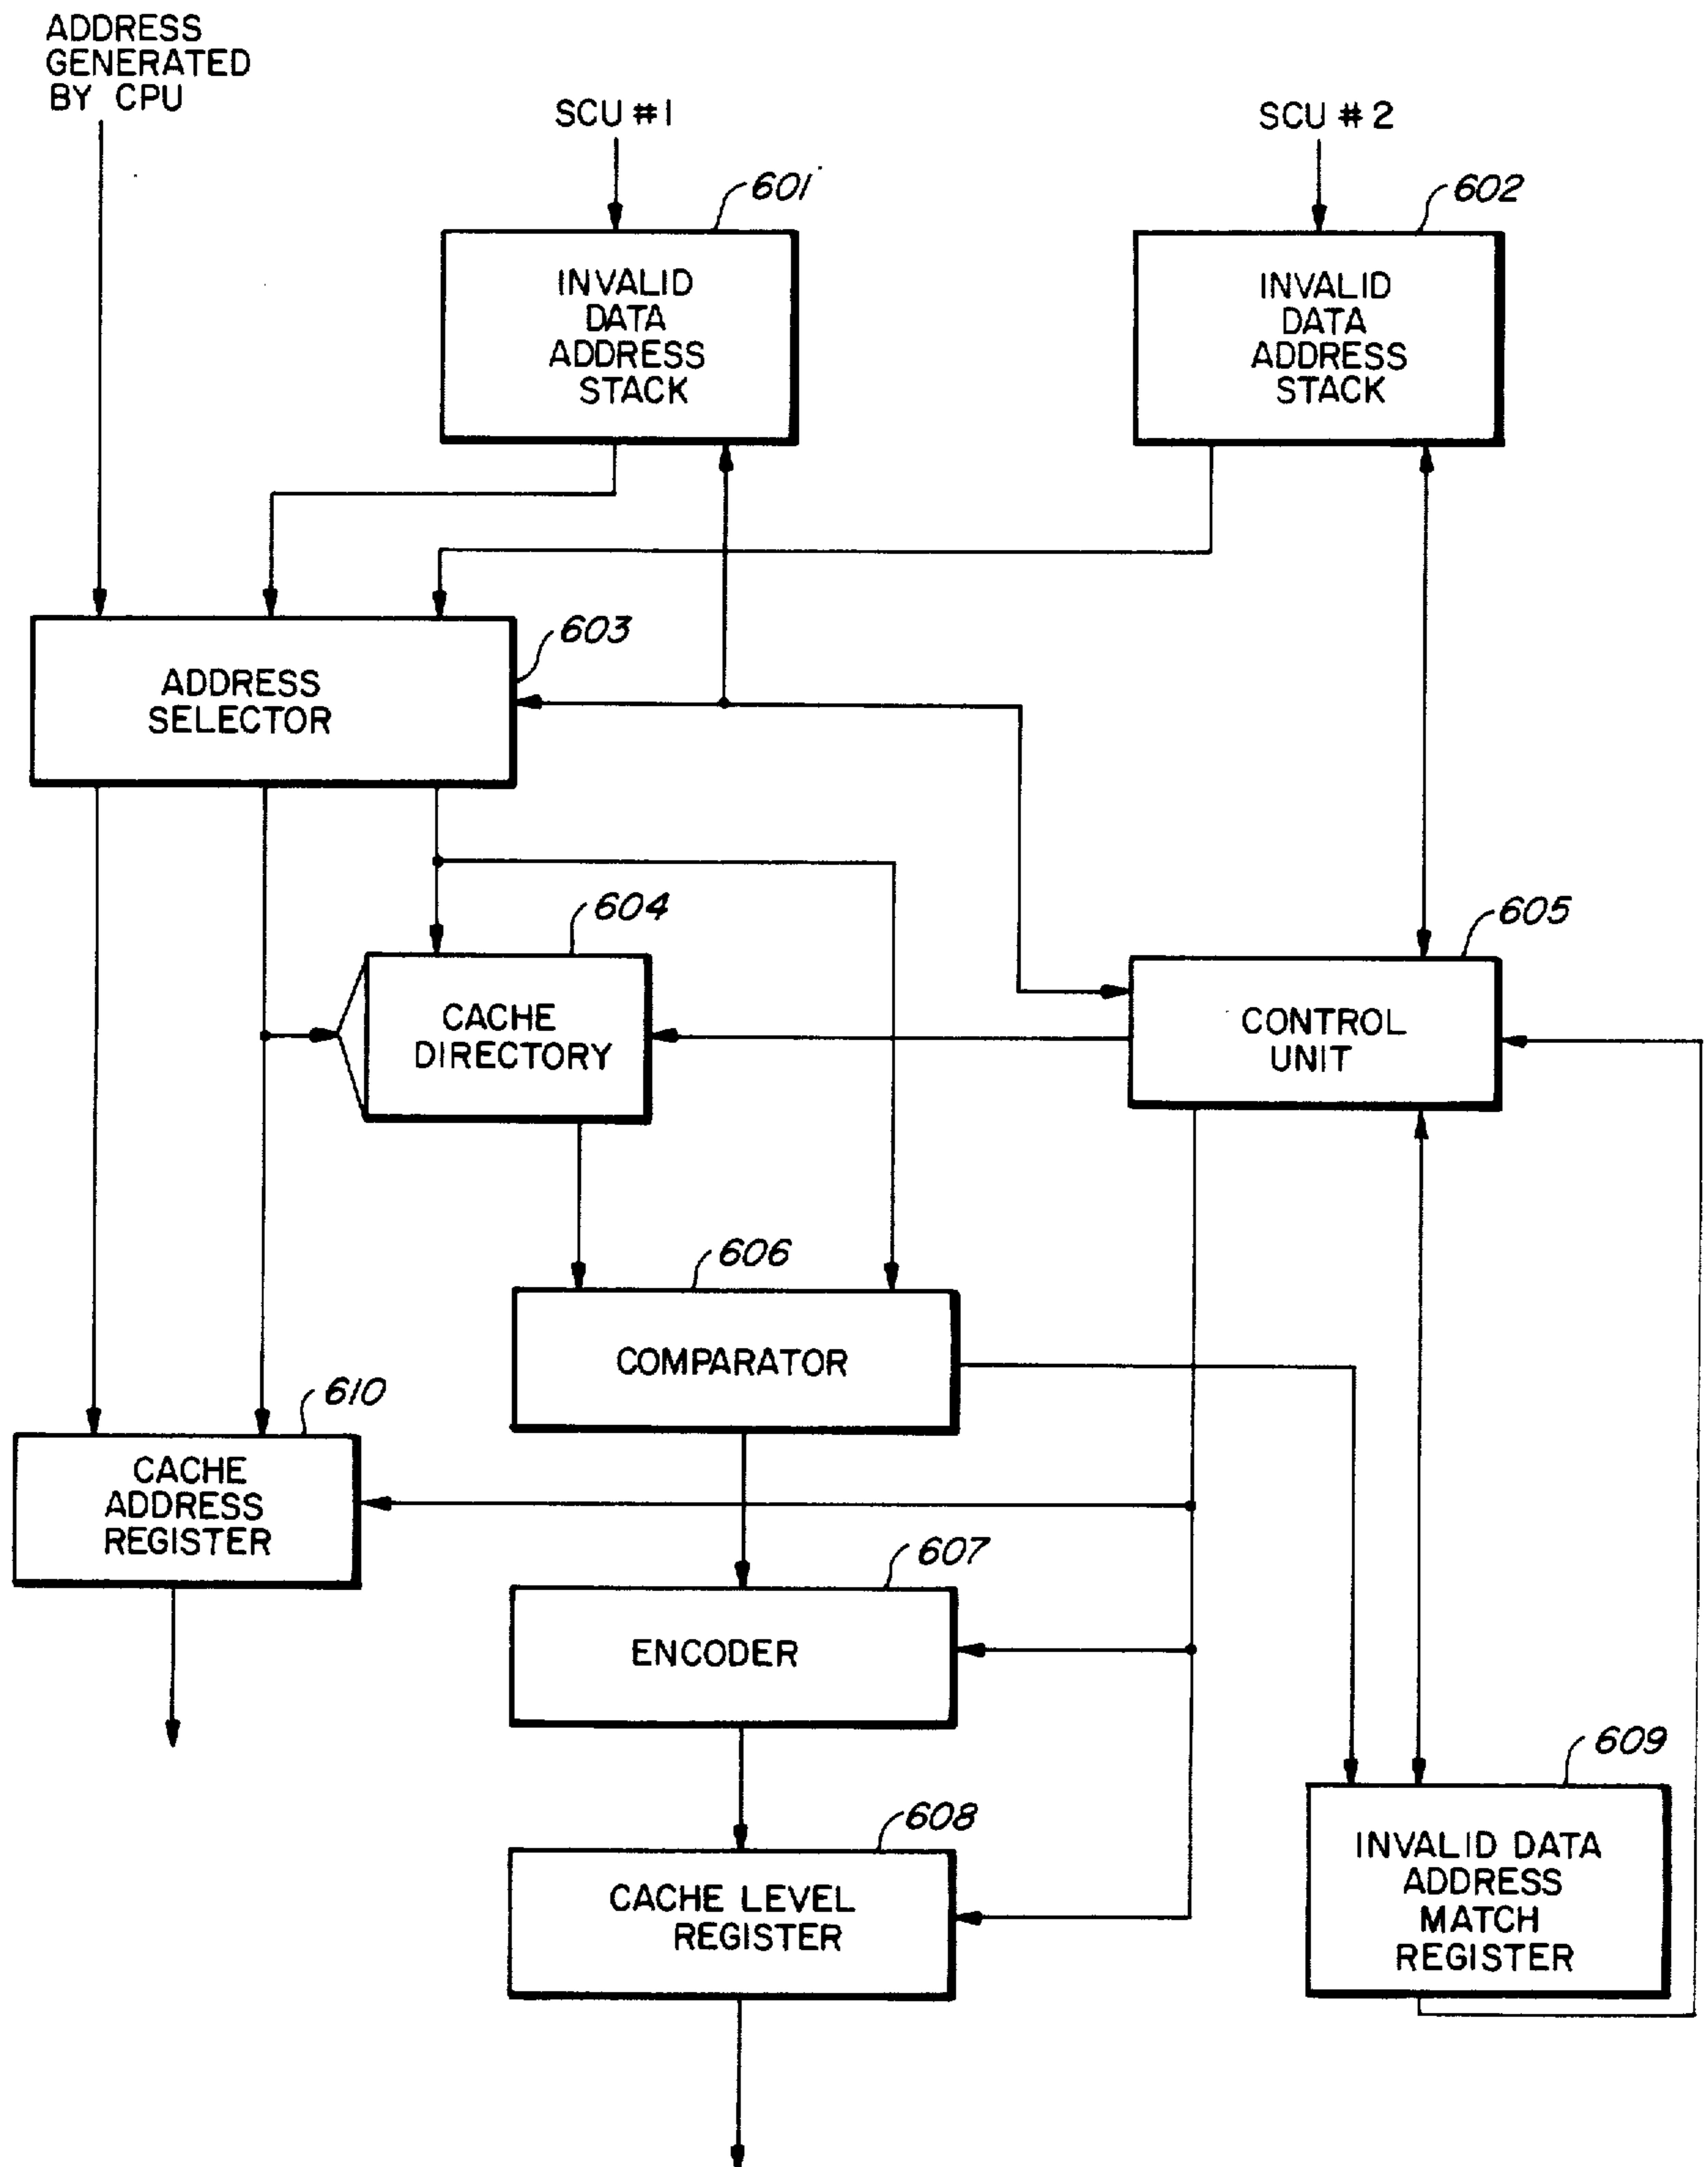 ADDRESS
GENERATED
BY CPU
SCU #1
SCU # 2
601
602
INVALID
DATA
ADDRESS
STACK
INVALID
DATA
ADDRESS
STACK
603
ADDRESS
SELECTOR
604
605
CACHE
DIRECTORY
CONTROL
UNIT
606
COMPARATOR
610
CACHE
ADDRESS
REGISTER
607
ENCODER
609
608
INVALID DATA
ADDRESS
MATCH
REGISTER
CACHE LEVEL
REGISTER